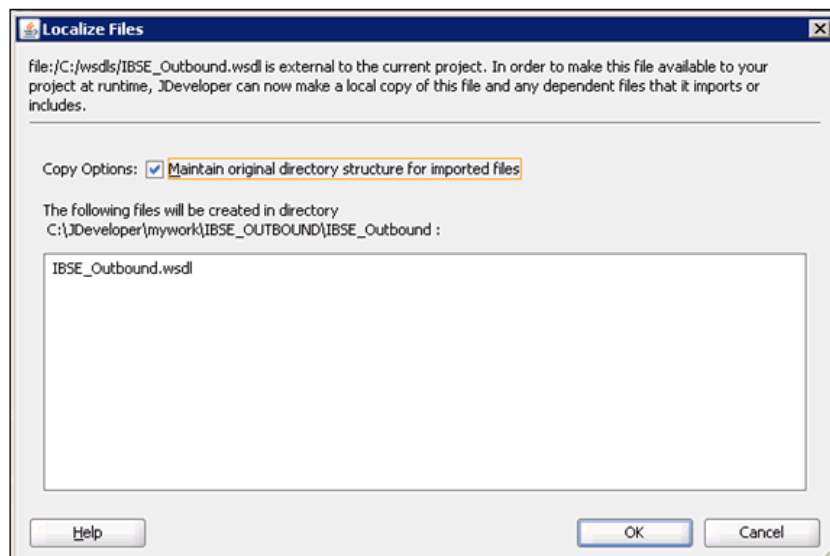 Localize Files
file:/C:/wsdls/IBSE_Outbound.wsdl is external to the current project. In order to make this file available to your
project at runtime, JDeveloper can now make a local copy of this file and any dependent files that it imports or
includes.
Copy Options: Maintain original directory structure for imported files
The following files will be created in directory
C:\JDeveloper\mywork\IBSE_OUTBOUND\IBSE_Outbound :
IBSE_Outbound.wsdl
Help OK Cancel